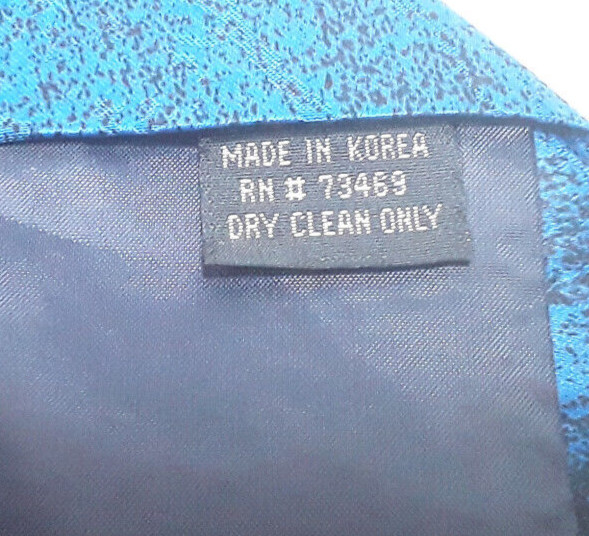 MADE IN KOREA
RN # 73469
DRY CLEAN ONLY